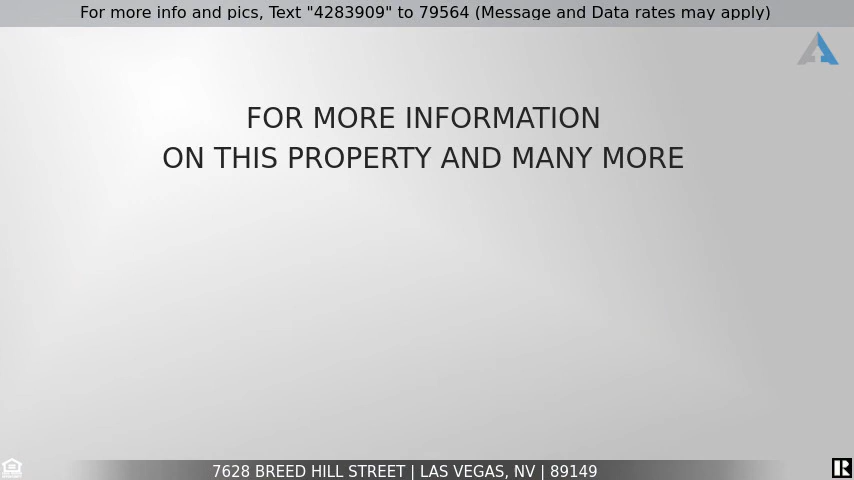 For more info and pics, Text "4283909" to 79564 (Message and Data rates may apply)
FOR MORE INFORMATION
ON THIS PROPERTY AND MANY MORE
7628 BREED HILL STREET | LAS VEGAS, NV | 89149